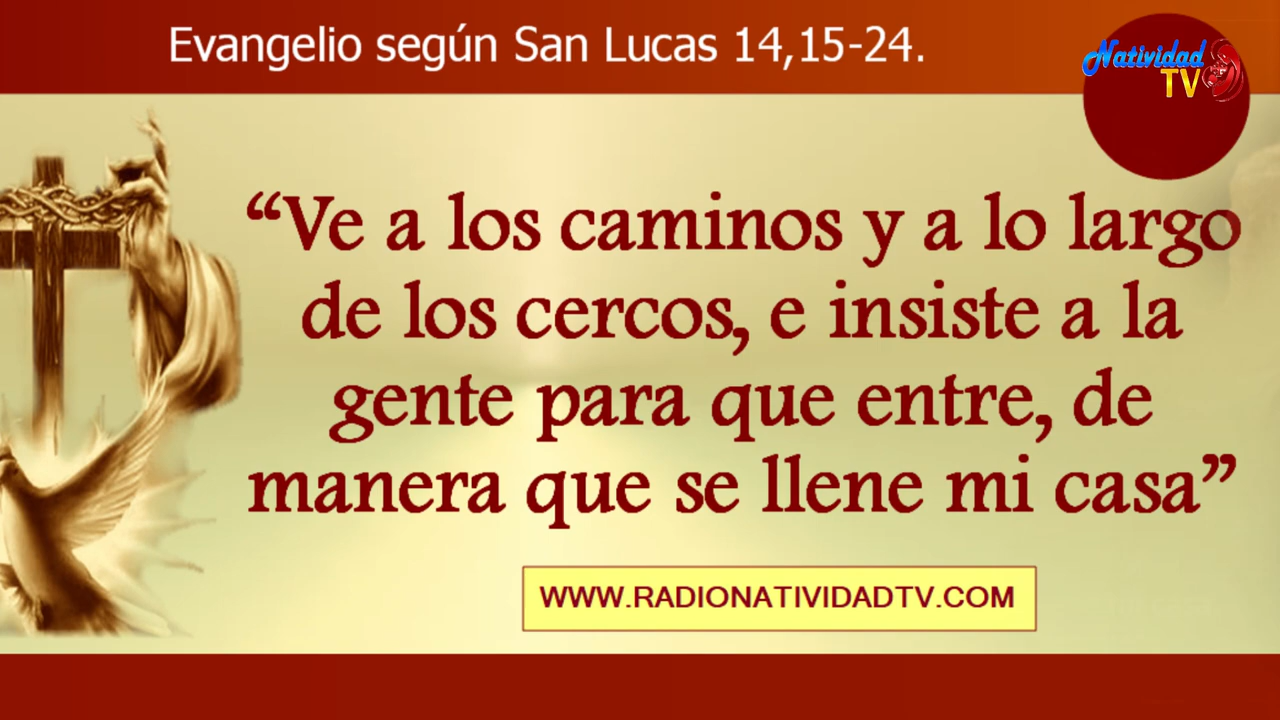 Evangelio según San Lucas 14,15-24.
Natividad
TV
“Ve a los caminos y a lo largo
de los cercos, e insiste a la
gente para que entre, de
manera que se llene mi casa”
WWW.RADIONATIVIDADTV.COM